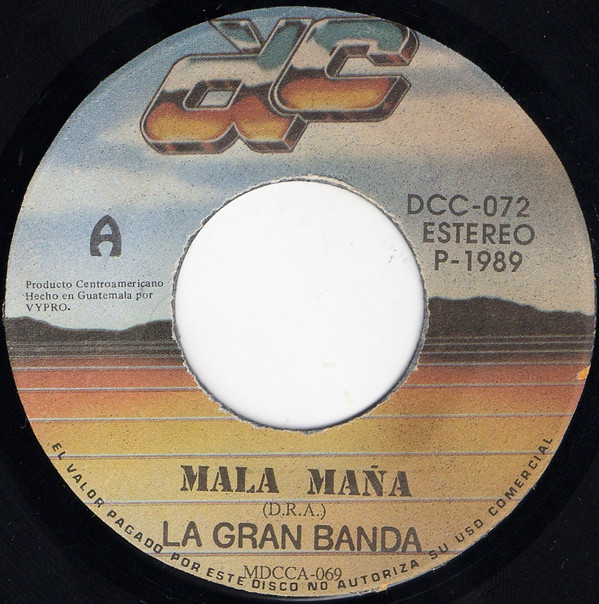 dC
A
DCC-072
ESTEREO
P-1989
Producto Centroamericano
Hecho en Guatemala por
VYPRO.
MALA MAÑA
(D.R.A.)
LA GRAN BANDA
MDCCA-069
EL VALOR PAGADO POR ESTE DISCO NO AUTORIZA SU USO COMERCIAL